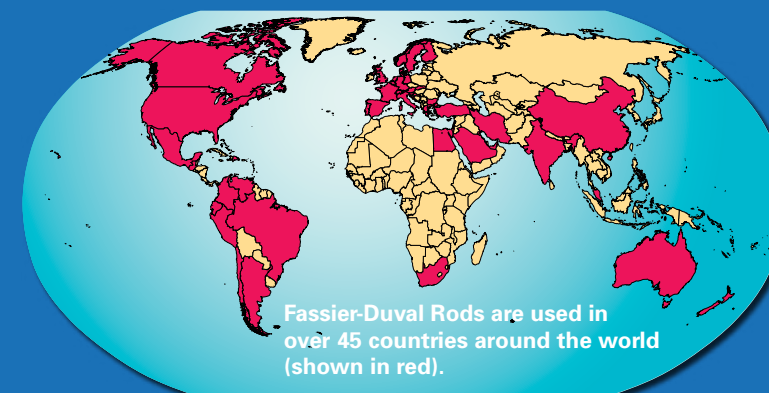 Fassier-Duval Rods are used in
over 45 countries around the world
(shown in red).